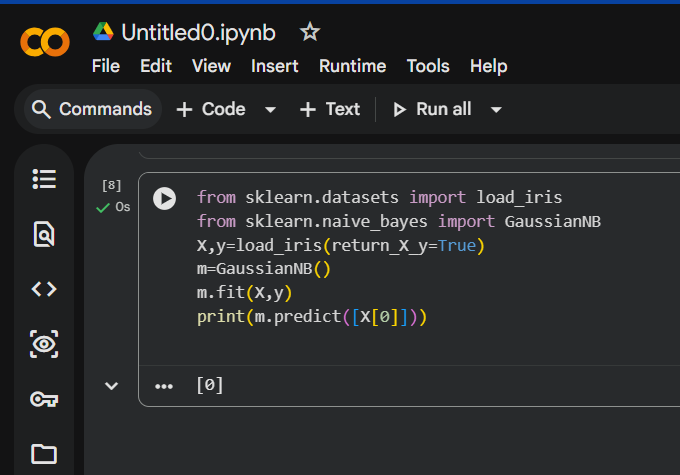 Untitled0.ipynb
File Edit View Insert Runtime Tools Help
Commands + Code + Text Run all
[8]
0s
from sklearn.datasets import load_iris
from sklearn.naive_bayes import GaussianNB
X,y=load_iris(return_X_y=True)
m=GaussianNB()
m.fit(X,y)
print(m.predict([X[0]]))
[0]